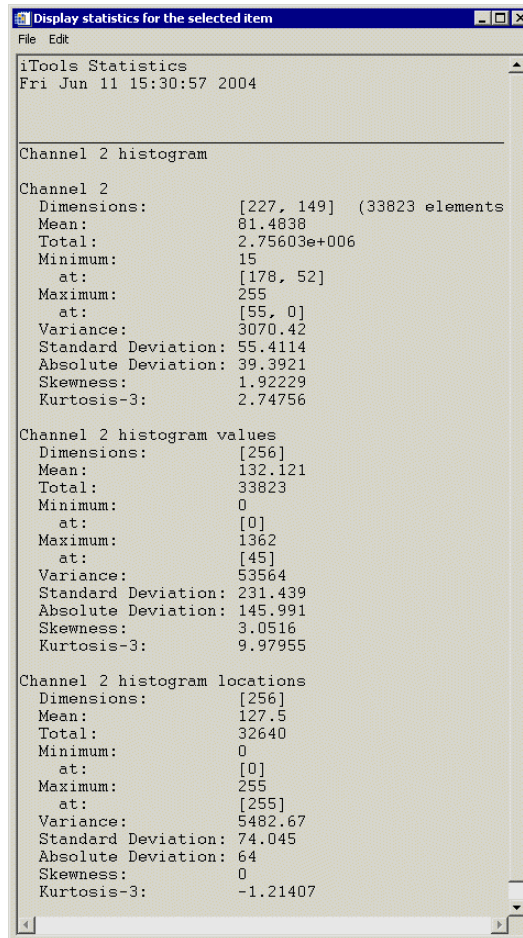 Display statistics for the selected item
File Edit
iTools Statistics
Fri Jun 11 15:30:57 2004
Channel 2 histogram
Channel 2
Dimensions: [227, 149] (33823 elements
Mean: 81.4838
Total: 2.75603e+006
Minimum: 15
at: [178, 52]
Maximum: 255
at: [55, 0]
Variance: 3070.42
Standard Deviation: 55.4114
Absolute Deviation: 39.3921
Skewness: 1.92229
Kurtosis-3: 2.74756
Channel 2 histogram values
Dimensions: [256]
Mean: 132.121
Total: 33823
Minimum: 0
at: [0]
Maximum: 1362
at: [45]
Variance: 53564
Standard Deviation: 231.439
Absolute Deviation: 145.991
Skewness: 3.0516
Kurtosis-3: 9.97955
Channel 2 histogram locations
Dimensions: [256]
Mean: 127.5
Total: 32640
Minimum: 0
at: [0]
Maximum: 255
at: [255]
Variance: 5482.67
Standard Deviation: 74.045
Absolute Deviation: 64
Skewness: 0
Kurtosis-3: -1.21407